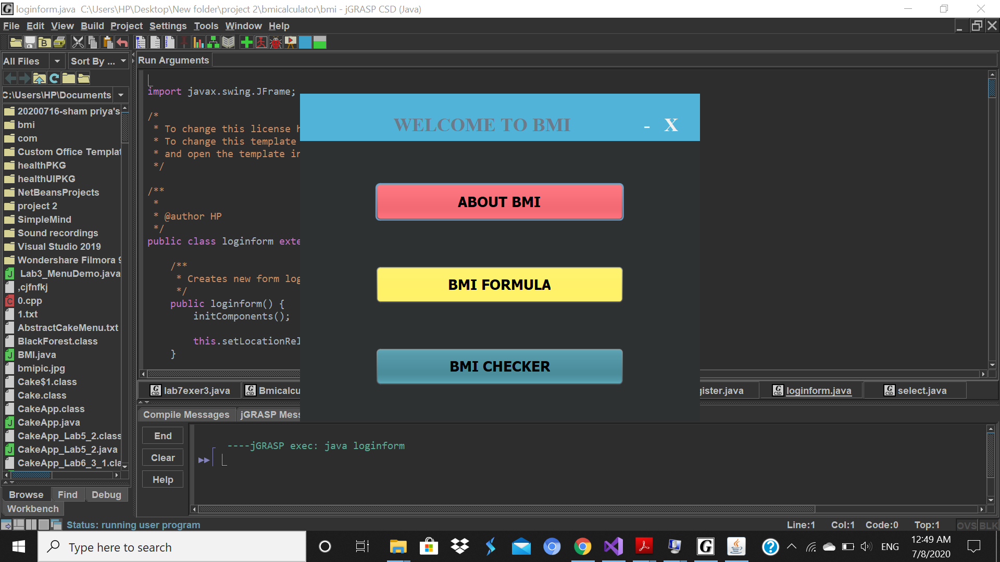 loginform.java  C:\Users\HP\Desktop\New folder\project 2\bmicalculator\bmi - jGRASP CSD (Java)
File Edit View Build Project Settings Tools Window Help
All Files
Sort By ...
Run Arguments
C:\Users\HP\Documents
20200716-sham priya's
bmi
com
Custom Office Templat
healthPKG
healthUIPKG
NetBeansProjects
project 2
SimpleMind
Sound recordings
Visual Studio 2019
Wondershare Filmora 9
Lab3_MenuDemo.java
,cjfnfkj
0.cpp
1.txt
AbstractCakeMenu.txt
BlackForest.class
BMI.java
bmipic.jpg
Cake$1.class
Cake.class
CakeApp.class
CakeApp.java
CakeApp_Lab5_2.class
CakeApp_Lab5_2.java
CakeApp_Lab6_3_1.cla
Browse Find Debug
Workbench
import javax.swing.JFrame;
/*
* To change this license h
* To change this template
* and open the template in
*/
/**
*
* @author HP
*/
public class loginform exte
/**
* Creates new form log
*/
public loginform() {
initComponents();
this.setLocationRel
}
WELCOME TO BMI - X
ABOUT BMI
BMI FORMULA
BMI CHECKER
lab7exer3.java Bmicalcu gister.java loginform.java select.java
Compile Messages jGRASP Mess
End
Clear
Help
----jGRASP exec: java loginform
Status: running user program
Line:1 Col:1 Code:0 Top:1 OVS BLK
Type here to search
ENG
12:49 AM
7/8/2020